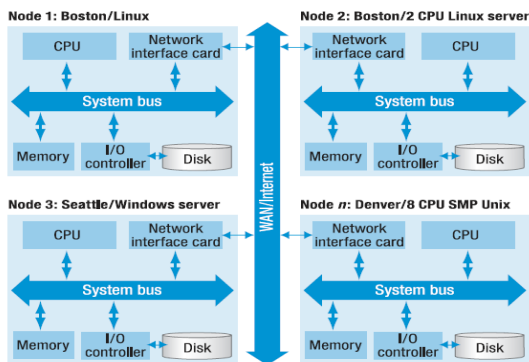 Node 1: Boston/Linux
CPU
Network
interface card
System bus
Memory
I/O
controller
Disk
Node 2: Boston/2 CPU Linux server
Network
interface card
CPU
System bus
Memory
I/O
controller
Disk
WAN/Internet
Node 3: Seattle/Windows server
CPU
Network
interface card
System bus
Memory
I/O
controller
Disk
Node n: Denver/8 CPU SMP Unix
Network
interface card
CPU
System bus
Memory
I/O
controller
Disk